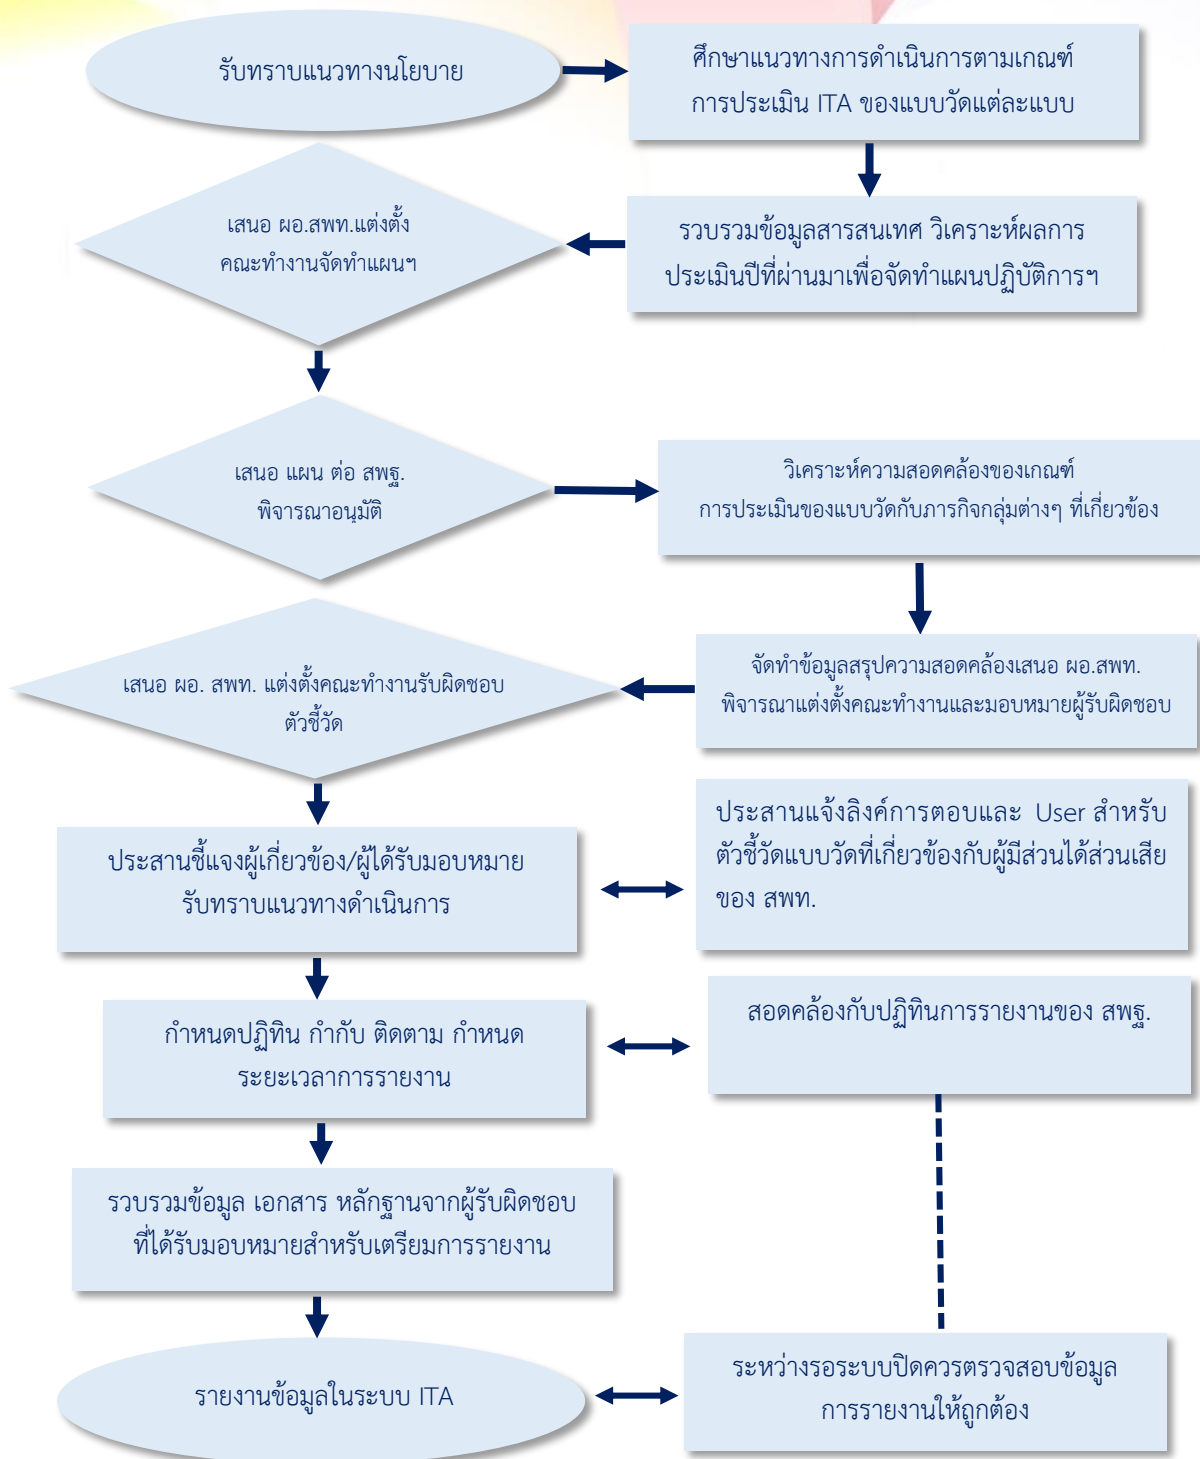 รับทราบแนวทางนโยบาย
ศึกษาแนวทางการดำเนินการตามเกณฑ์
การประเมิน ITA ของแบบวัดแต่ละแบบ
รวบรวมข้อมูลสารสนเทศ วิเคราะห์ผลการ
ประเมินปีที่ผ่านมาเพื่อจัดทำแผนปฏิบัติการฯ
เสนอ ผอ.สพท.แต่งตั้ง
คณะทำงานจัดทำแผนฯ
เสนอ แผน ต่อ สพฐ.
พิจารณาอนุมัติ
วิเคราะห์ความสอดคล้องของเกณฑ์
การประเมินของแบบวัดกับภารกิจกลุ่มต่างๆ ที่เกี่ยวข้อง
จัดทำข้อมูลสรุปความสอดคล้องเสนอ ผอ.สพท.
พิจารณาแต่งตั้งคณะทำงานและมอบหมายผู้รับผิดชอบ
เสนอ ผอ. สพท. แต่งตั้งคณะทำงานรับผิดชอบ
ตัวชี้วัด
ประสานชี้แจงผู้เกี่ยวข้อง/ผู้ได้รับมอบหมาย
รับทราบแนวทางดำเนินการ
ประสานแจ้งลิงค์การตอบและ User สำหรับ
ตัวชี้วัดแบบวัดที่เกี่ยวข้องกับผู้มีส่วนได้ส่วนเสีย
ของ สพท.
กำหนดปฏิทิน กำกับ ติดตาม กำหนด
ระยะเวลาการรายงาน
สอดคล้องกับปฏิทินการรายงานของ สพฐ.
รวบรวมข้อมูล เอกสาร หลักฐานจากผู้รับผิดชอบ
ที่ได้รับมอบหมายสำหรับเตรียมการรายงาน
รายงานข้อมูลในระบบ ITA
ระหว่างรอระบบปิดควรตรวจสอบข้อมูล
การรายงานให้ถูกต้อง